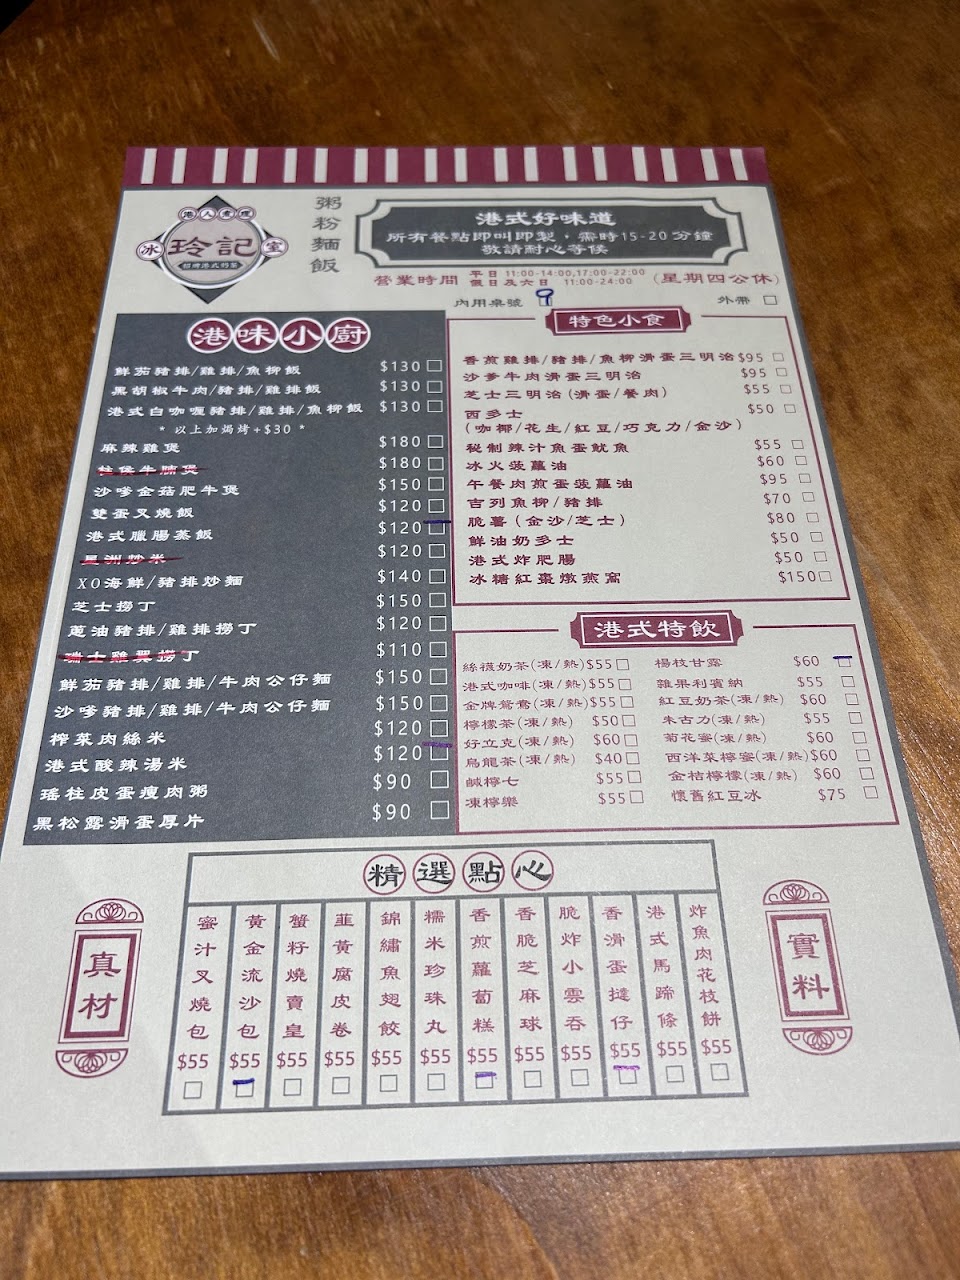 港人主理
冰 玲記 室
招牌港式奶茶
粥粉麵飯
港式好味道
所有餐點即叫即製，需時15-20分鐘
敬請耐心等候
營業時間 平日 11:00-14:00,17:00-22:00 (星期四公休)
假日及六日 11:00-24:00
內用桌號 9
外帶 □
港味小廚
鮮茄豬排/雞排/魚柳飯 $130 □
黑胡椒牛肉/豬排/雞排飯 $130 □
港式白咖喱豬排/雞排/魚柳飯 $130 □
* 以上加焗烤+$30 *
麻辣雞煲 $180 □
柱侯牛腩煲 $180 □
沙嗲金菇肥牛煲 $150 □
雙蛋叉燒飯 $120 □
港式臘腸蒸飯 $120 □
星洲炒米 $120 □
XO海鮮/豬排炒麵 $140 □
芝士撈丁 $150 □
蔥油豬排/雞排撈丁 $120 □
瑞士雞翼撈丁 $110 □
鮮茄豬排/雞排/牛肉公仔麵 $150 □
沙嗲豬排/雞排/牛肉公仔麵 $150 □
榨菜肉絲米 $120 □
港式酸辣湯米 $120 □
瑤柱皮蛋瘦肉粥 $90 □
黑松露滑蛋厚片 $90 □
特色小食
香煎雞排/豬排/魚柳滑蛋三明治 $95 □
沙爹牛肉滑蛋三明治 $95 □
芝士三明治(滑蛋/餐肉) $55 □
西多士 $50 □
(咖椰/花生/紅豆/巧克力/金沙)
秘制辣汁魚蛋魷魚 $55 □
冰火菠蘿油 $60 □
午餐肉煎蛋菠蘿油 $95 □
吉列魚柳/豬排 $70 □
脆薯(金沙/芝士) $80 □
鮮油奶多士 $50 □
港式炸肥腸 $50 □
冰糖紅棗燉燕窩 $150 □
港式特飲
絲襪奶茶(凍/熱) $55 □
港式咖啡(凍/熱) $55 □
金牌鴛鴦(凍/熱) $55 □
檸檬茶(凍/熱) $50 □
好立克(凍/熱) $60 □
烏龍茶(凍/熱) $40 □
鹹檸七 $55 □
凍檸樂 $55 □
楊枝甘露 $60 □
雜果利賓納 $55 □
紅豆奶茶(凍/熱) $60 □
朱古力(凍/熱) $55 □
菊花蜜(凍/熱) $60 □
西洋菜檸蜜(凍/熱) $60 □
金桔檸檬(凍/熱) $60 □
懷舊紅豆冰 $75 □
精選點心
蜜汁叉燒包 $55 □
黃金流沙包 $55 □
蟹籽燒賣皇 $55 □
韮黃腐皮卷 $55 □
錦繡魚翅餃 $55 □
糯米珍珠丸 $55 □
香煎蘿蔔糕 $55 □
香脆芝麻球 $55 □
脆炸小雲吞 $55 □
香滑蛋撻仔 $55 □
港式馬蹄條 $55 □
炸魚肉花枝餅 $55 □
真材
實料